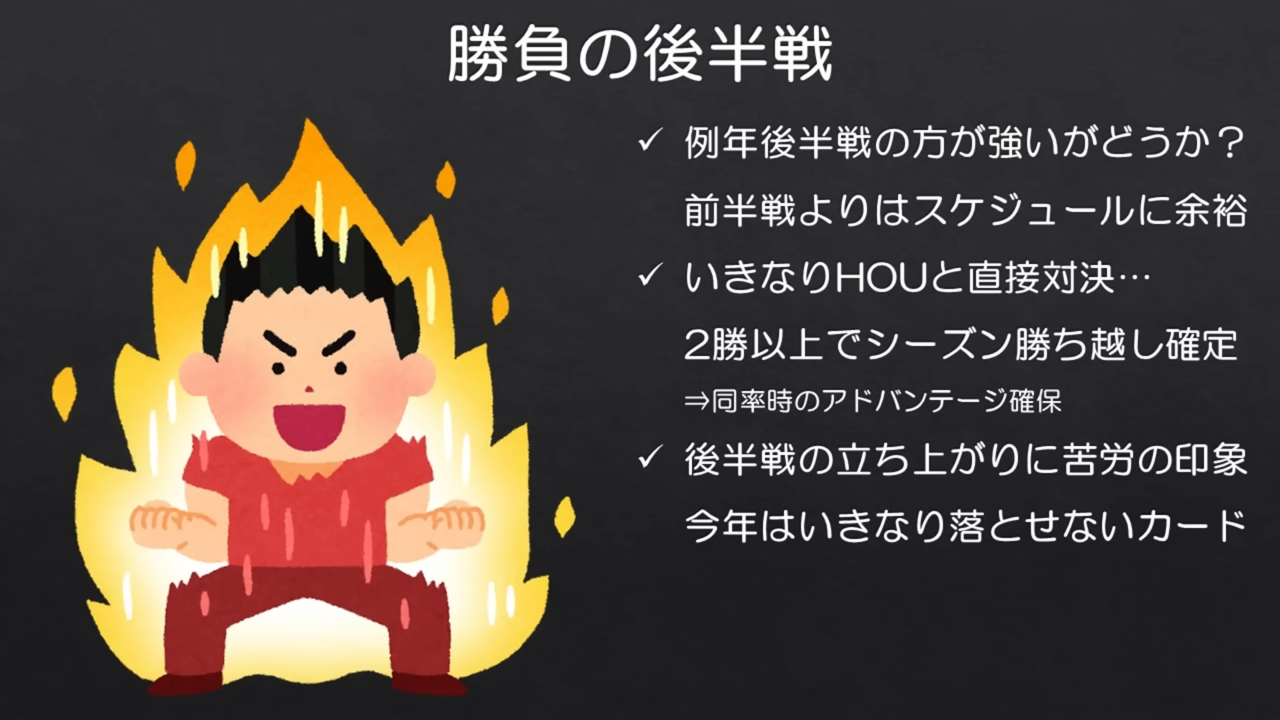 勝負の後半戦
✓ 例年後半戦の方が強いがどうか？
前半戦よりはスケジュールに余裕
✓ いきなりHOUと直接対決…
2勝以上でシーズン勝ち越し確定
⇒同率時のアドバンテージ確保
✓ 後半戦の立ち上がりに苦労の印象
今年はいきなり落とせないカード